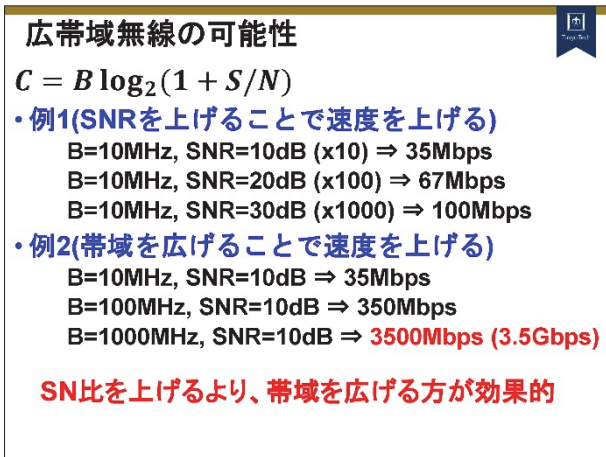 広帯域無線の可能性
TokyoTech
C = B log₂(1 + S/N)
・例1(SNRを上げることで速度を上げる)
B=10MHz, SNR=10dB (x10) ⇒ 35Mbps
B=10MHz, SNR=20dB (x100) ⇒ 67Mbps
B=10MHz, SNR=30dB (x1000) ⇒ 100Mbps
・例2(帯域を広げることで速度を上げる)
B=10MHz, SNR=10dB ⇒ 35Mbps
B=100MHz, SNR=10dB ⇒ 350Mbps
B=1000MHz, SNR=10dB ⇒ 3500Mbps (3.5Gbps)
SN比を上げるより、帯域を広げる方が効果的